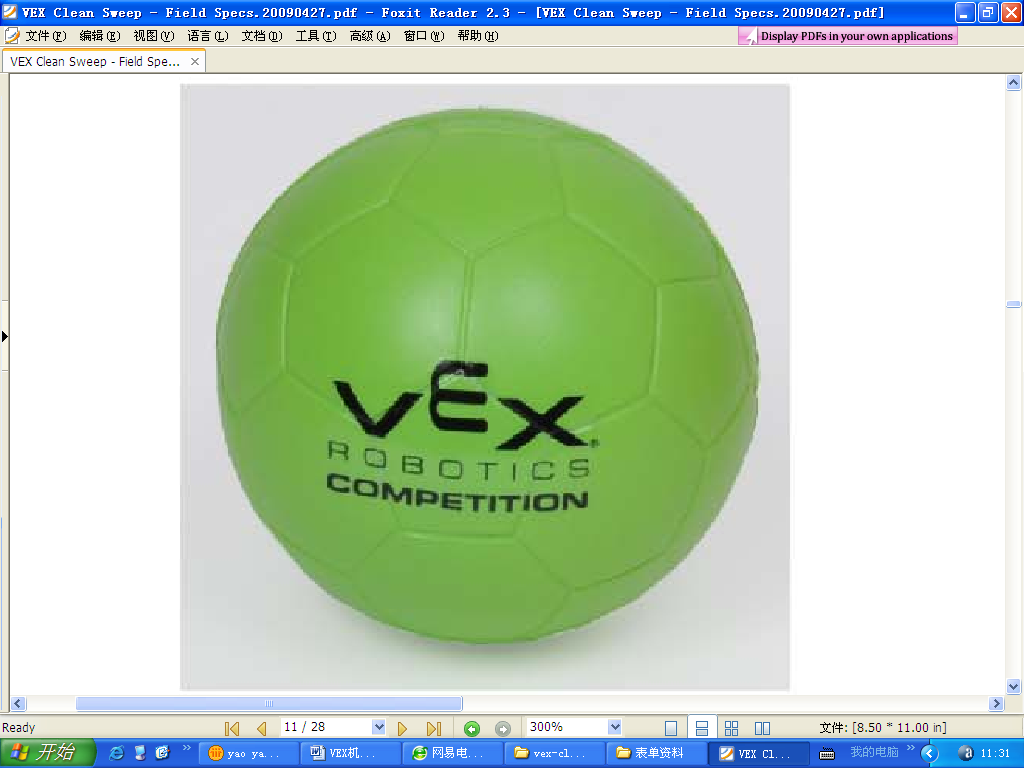 VEX Clean Sweep - Field Specs.20090427.pdf - Foxit Reader 2.3 - [VEX Clean Sweep - Field Specs.20090427.pdf]
文件(F) 编辑(E) 视图(V) 语言(L) 文档(D) 工具(T) 高级(A) 窗口(W) 帮助(H)
Display PDFs in your own applications
VEX Clean Sweep - Field Spe...
VEX
ROBOTICS
COMPETITION
Ready
11 / 28
300%
文件: [8.50 * 11.00 in]
开始
yao ya...
VEX机...
网易电...
vex-cl...
表单资料
VEX Cl...
我的电脑
11:31